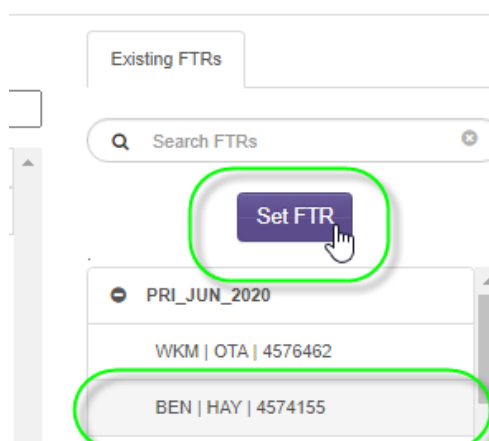 Existing FTRs
Search FTRs
Set FTR
PRI_JUN_2020
WKM | OTA | 4576462
BEN | HAY | 4574155